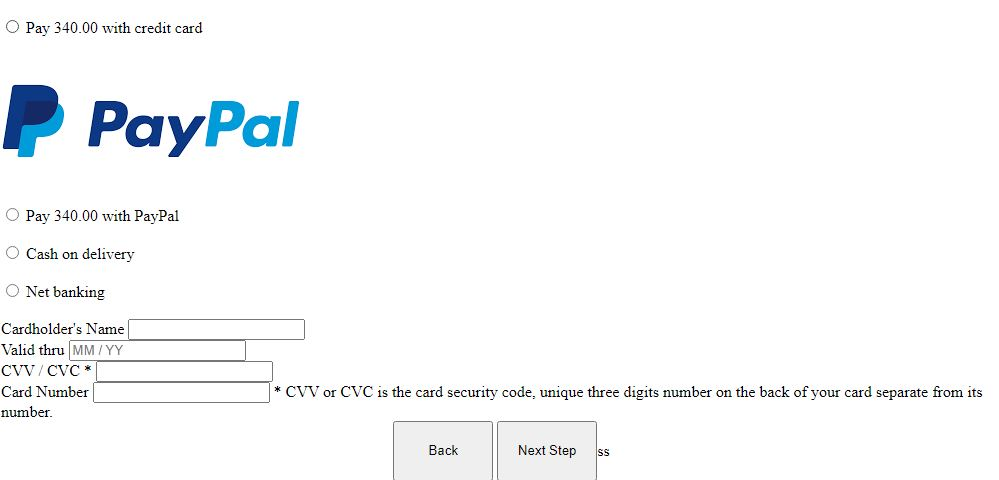 Pay 340.00 with credit card
PayPal
Pay 340.00 with PayPal
Cash on delivery
Net banking
Cardholder's Name
Valid thru MM / YY
CVV / CVC *
Card Number * CVV or CVC is the card security code, unique three digits number on the back of your card separate from its
number.
Back Next Step ss